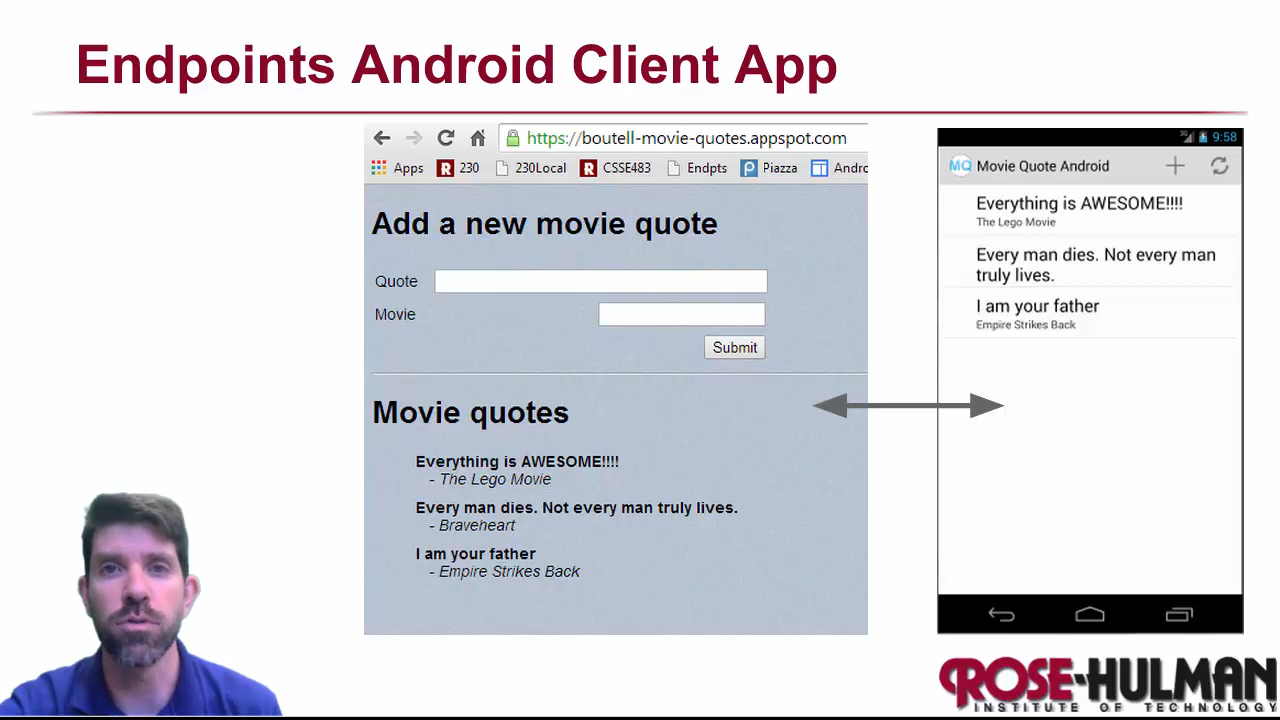 Endpoints Android Client App
https://boutell-movie-quotes.appspot.com
Apps 230 230Local CSSE483 Endpts Piazza Andro
Add a new movie quote
Quote
Movie
Submit
Movie quotes
Everything is AWESOME!!!!
- The Lego Movie
Every man dies. Not every man truly lives.
- Braveheart
I am your father
- Empire Strikes Back
9:58
MQ Movie Quote Android
Everything is AWESOME!!!!
The Lego Movie
Every man dies. Not every man
truly lives.
I am your father
Empire Strikes Back
ROSE-HULMAN
INSTITUTE OF TECHNOLOGY